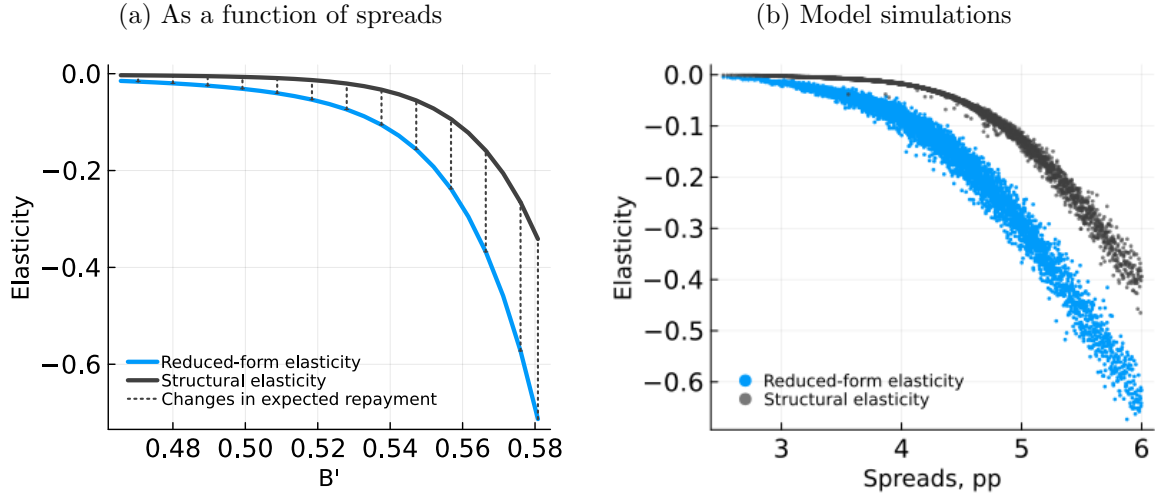 (a) As a function of spreads
0.0
−0.2
−0.4
−0.6
Elasticity
Reduced-form elasticity
Structural elasticity
Changes in expected repayment
0.48 0.50 0.52 0.54 0.56 0.58
B'
(b) Model simulations
0.0
−0.1
−0.2
−0.3
−0.4
−0.5
−0.6
Elasticity
Reduced-form elasticity
Structural elasticity
3 4 5 6
Spreads, pp